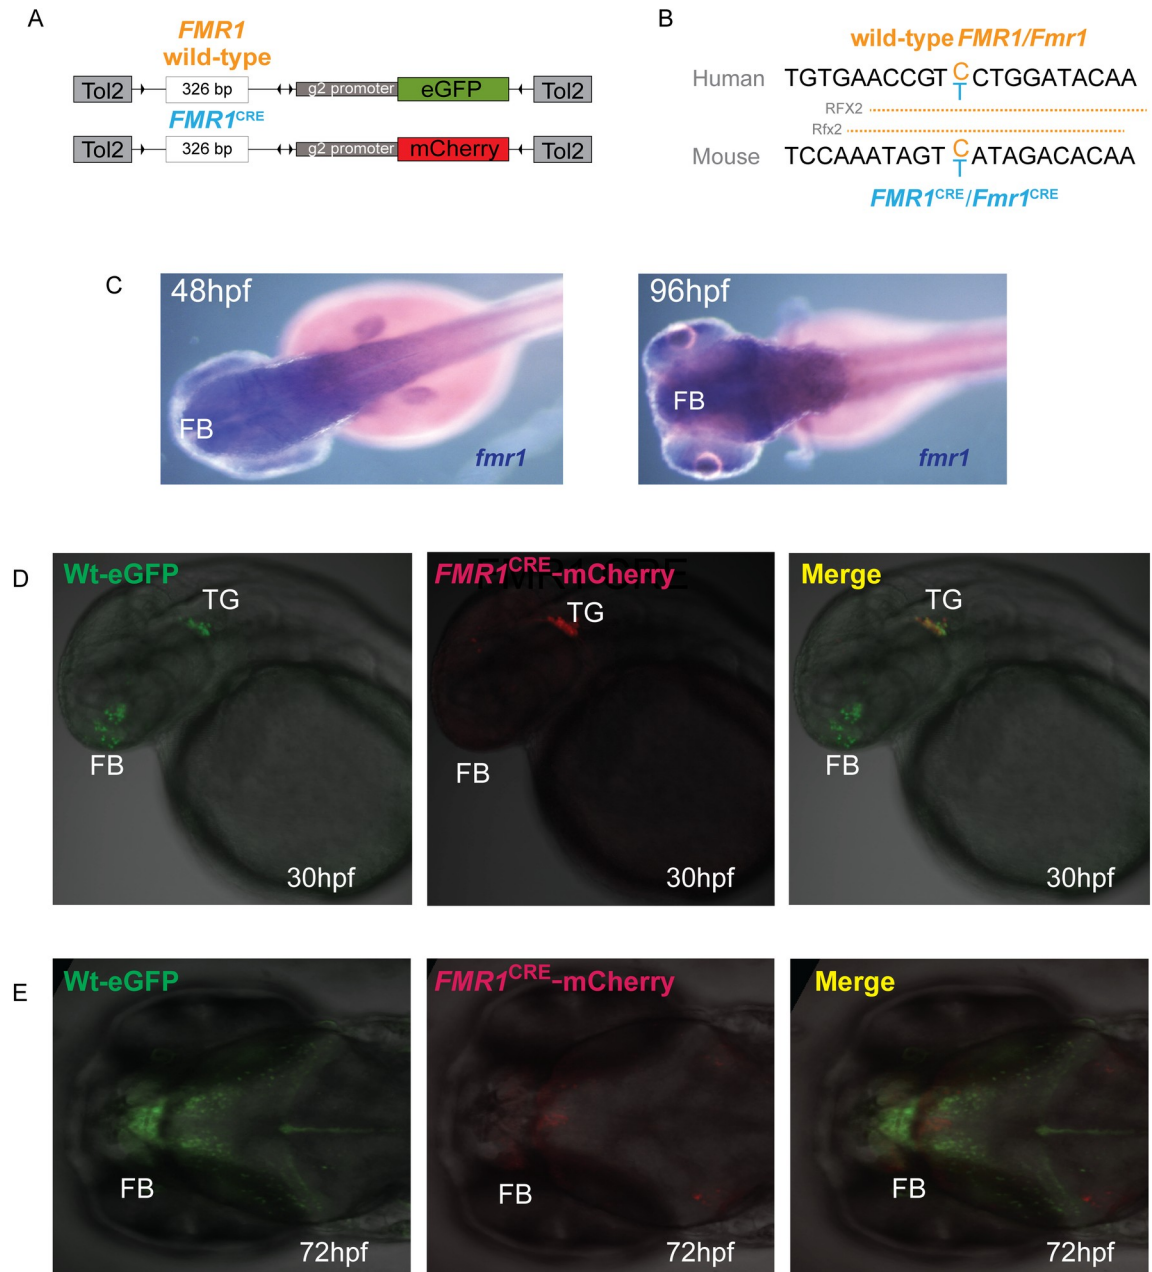 A
FMR1
wild-type
Tol2 326 bp g2 promoter eGFP Tol2
FMR1CRE
Tol2 326 bp g2 promoter mCherry Tol2
B
wild-type FMR1/Fmr1
Human TGTGAACCGT C CTGGATACAA
T
RFX2
Rfx2
Mouse TCCAAATAGT C ATAGACACAA
T
FMR1CRE/Fmr1CRE
C
48hpf
FB
fmr1
96hpf
FB
fmr1
D
Wt-eGFP
TG
FB
30hpf
FMR1CRE-mCherry
FMR1CRE
TG
FB
30hpf
Merge
TG
FB
30hpf
E
Wt-eGFP
FB
72hpf
FMR1CRE-mCherry
FB
72hpf
Merge
FB
72hpf